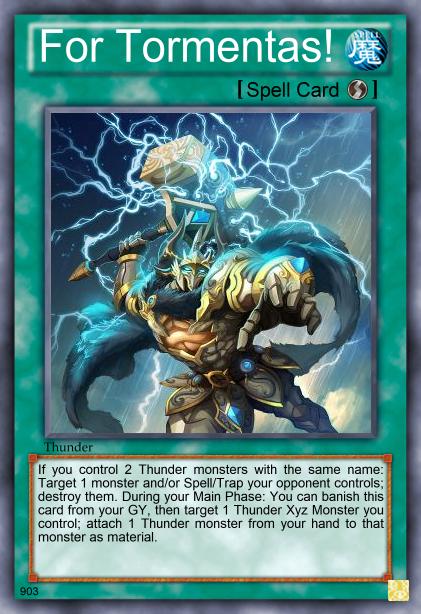 For Tormentas!
SPELL
魔
[Spell Card]
Thunder
If you control 2 Thunder monsters with the same name:
Target 1 monster and/or Spell/Trap your opponent controls;
destroy them. During your Main Phase: You can banish this
card from your GY, then target 1 Thunder Xyz Monster you
control; attach 1 Thunder monster from your hand to that
monster as material.
903